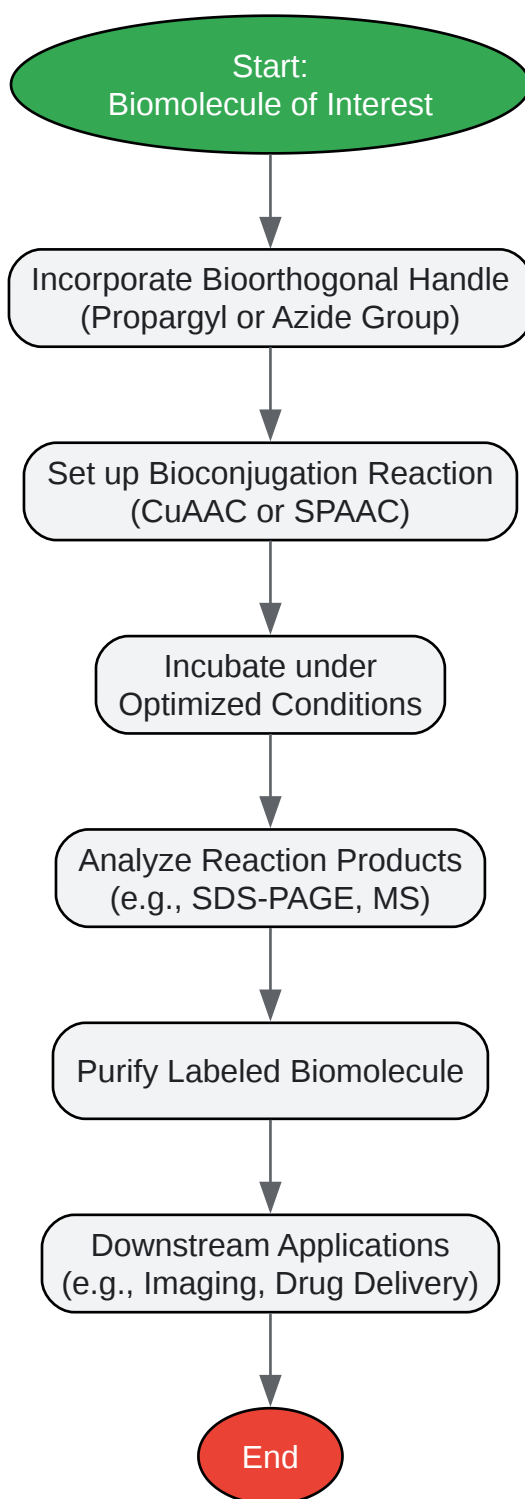 Start:
Biomolecule of Interest
Incorporate Bioorthogonal Handle
(Propargyl or Azide Group)
Set up Bioconjugation Reaction
(CuAAC or SPAAC)
Incubate under
Optimized Conditions
Analyze Reaction Products
(e.g., SDS-PAGE, MS)
Purify Labeled Biomolecule
Downstream Applications
(e.g., Imaging, Drug Delivery)
End